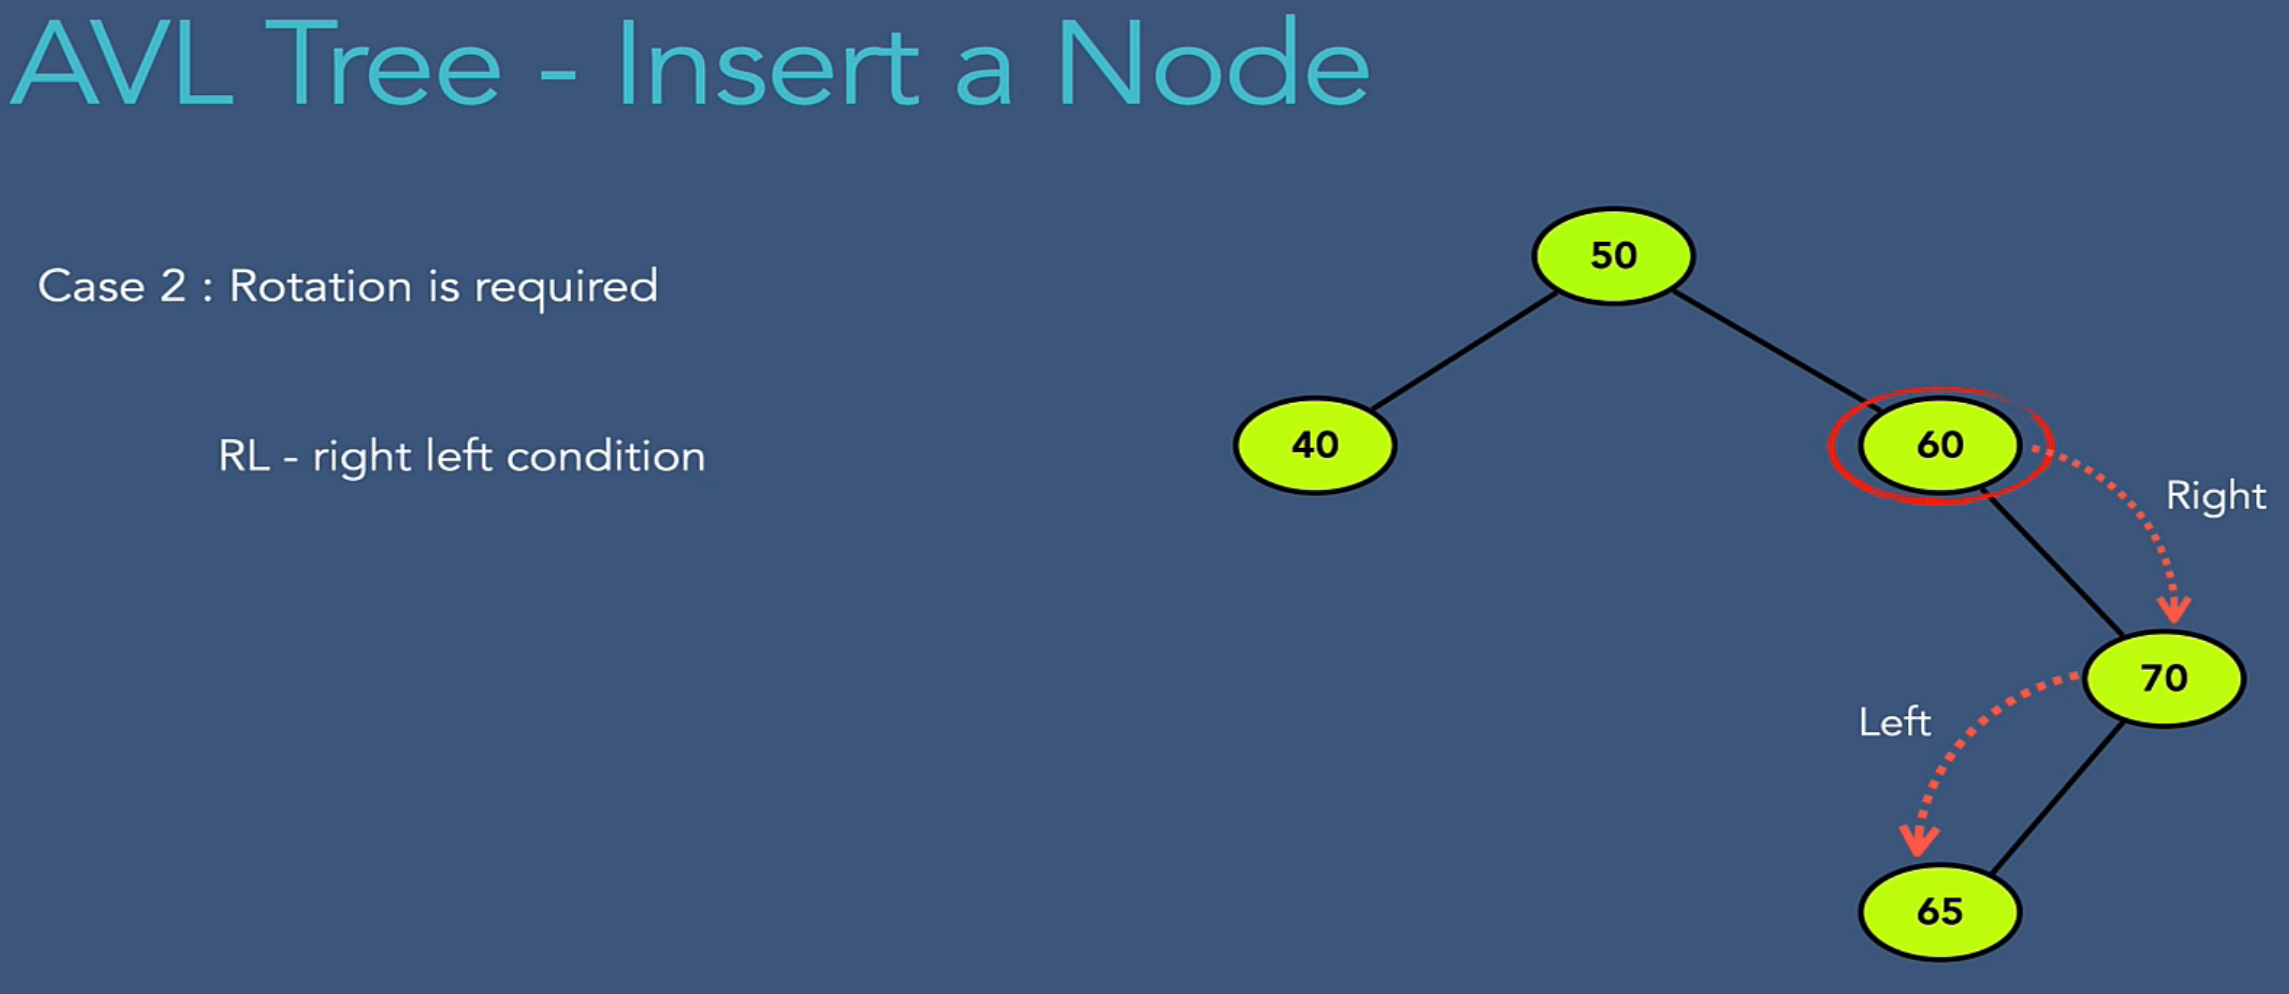 AVL Tree - Insert a Node
Case 2 : Rotation is required
RL - right left condition
50
40
60
Right
70
Left
65